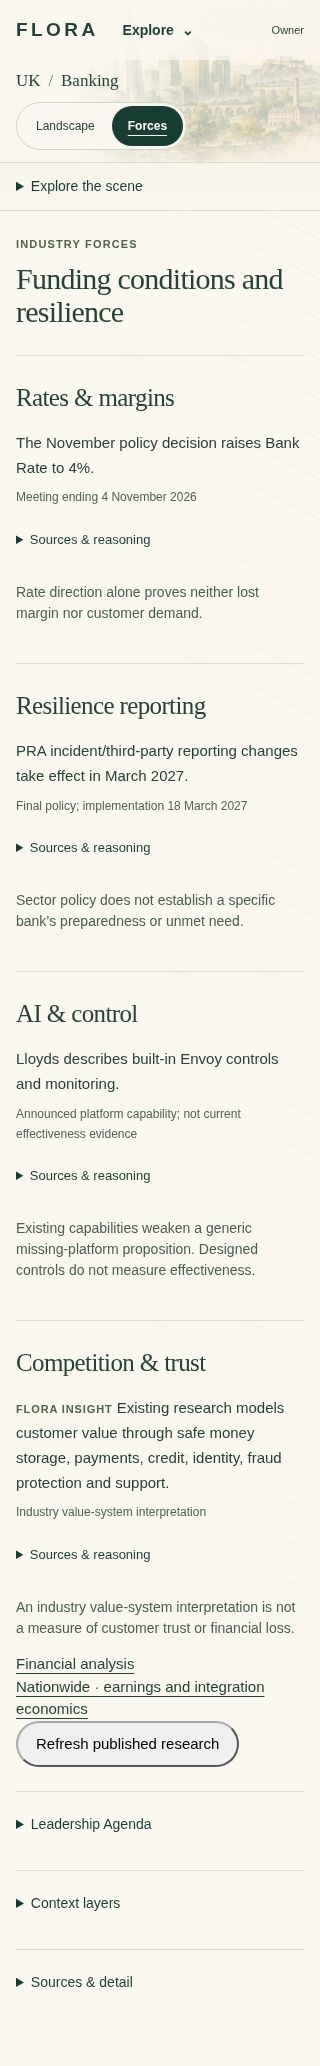 FLORA Explore Owner
UK / Banking
Landscape Forces
Explore the scene
INDUSTRY FORCES
Funding conditions and
resilience
Rates & margins
The November policy decision raises Bank
Rate to 4%.
Meeting ending 4 November 2026
Sources & reasoning
Rate direction alone proves neither lost
margin nor customer demand.
Resilience reporting
PRA incident/third-party reporting changes
take effect in March 2027.
Final policy; implementation 18 March 2027
Sources & reasoning
Sector policy does not establish a specific
bank’s preparedness or unmet need.
AI & control
Lloyds describes built-in Envoy controls
and monitoring.
Announced platform capability; not current
effectiveness evidence
Sources & reasoning
Existing capabilities weaken a generic
missing-platform proposition. Designed
controls do not measure effectiveness.
Competition & trust
FLORA INSIGHT Existing research models
customer value through safe money
storage, payments, credit, identity, fraud
protection and support.
Industry value-system interpretation
Sources & reasoning
An industry value-system interpretation is not
a measure of customer trust or financial loss.
Financial analysis
Nationwide · earnings and integration
economics
Refresh published research
Leadership Agenda
Context layers
Sources & detail